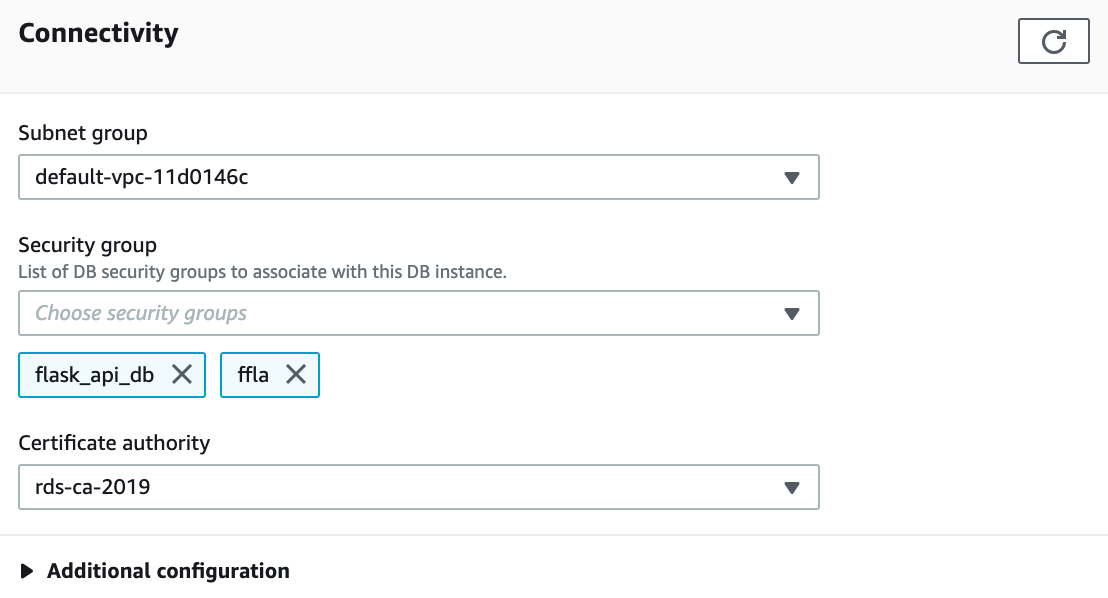 Connectivity
Subnet group
default-vpc-11d0146c
Security group
List of DB security groups to associate with this DB instance.
Choose security groups
flask_api_db
ffla
Certificate authority
rds-ca-2019
Additional configuration